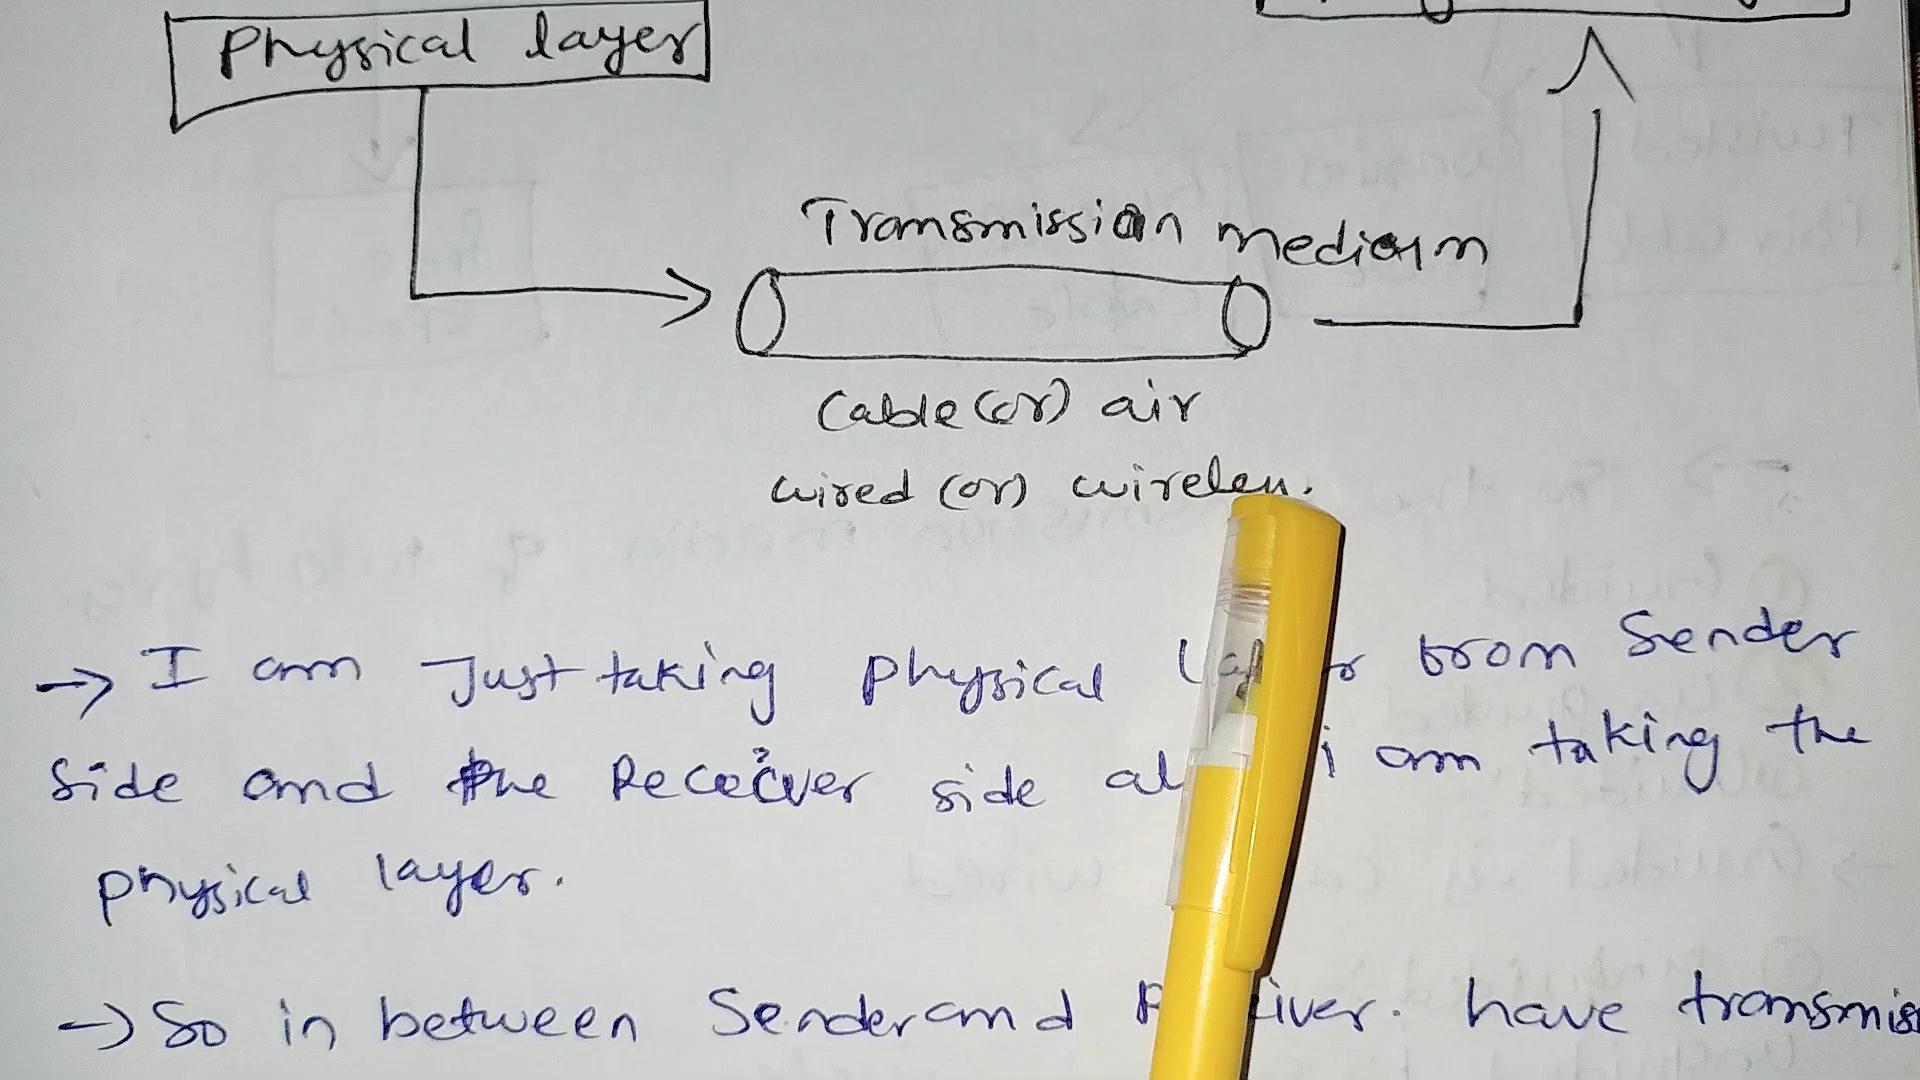 Physical layer
Transmission medium
Cable (or) air
wired (or) wireless.
→ I am Just taking physical from Sender
side and the Receiver side i am taking the
physical layer.
→ So in between Sender and have